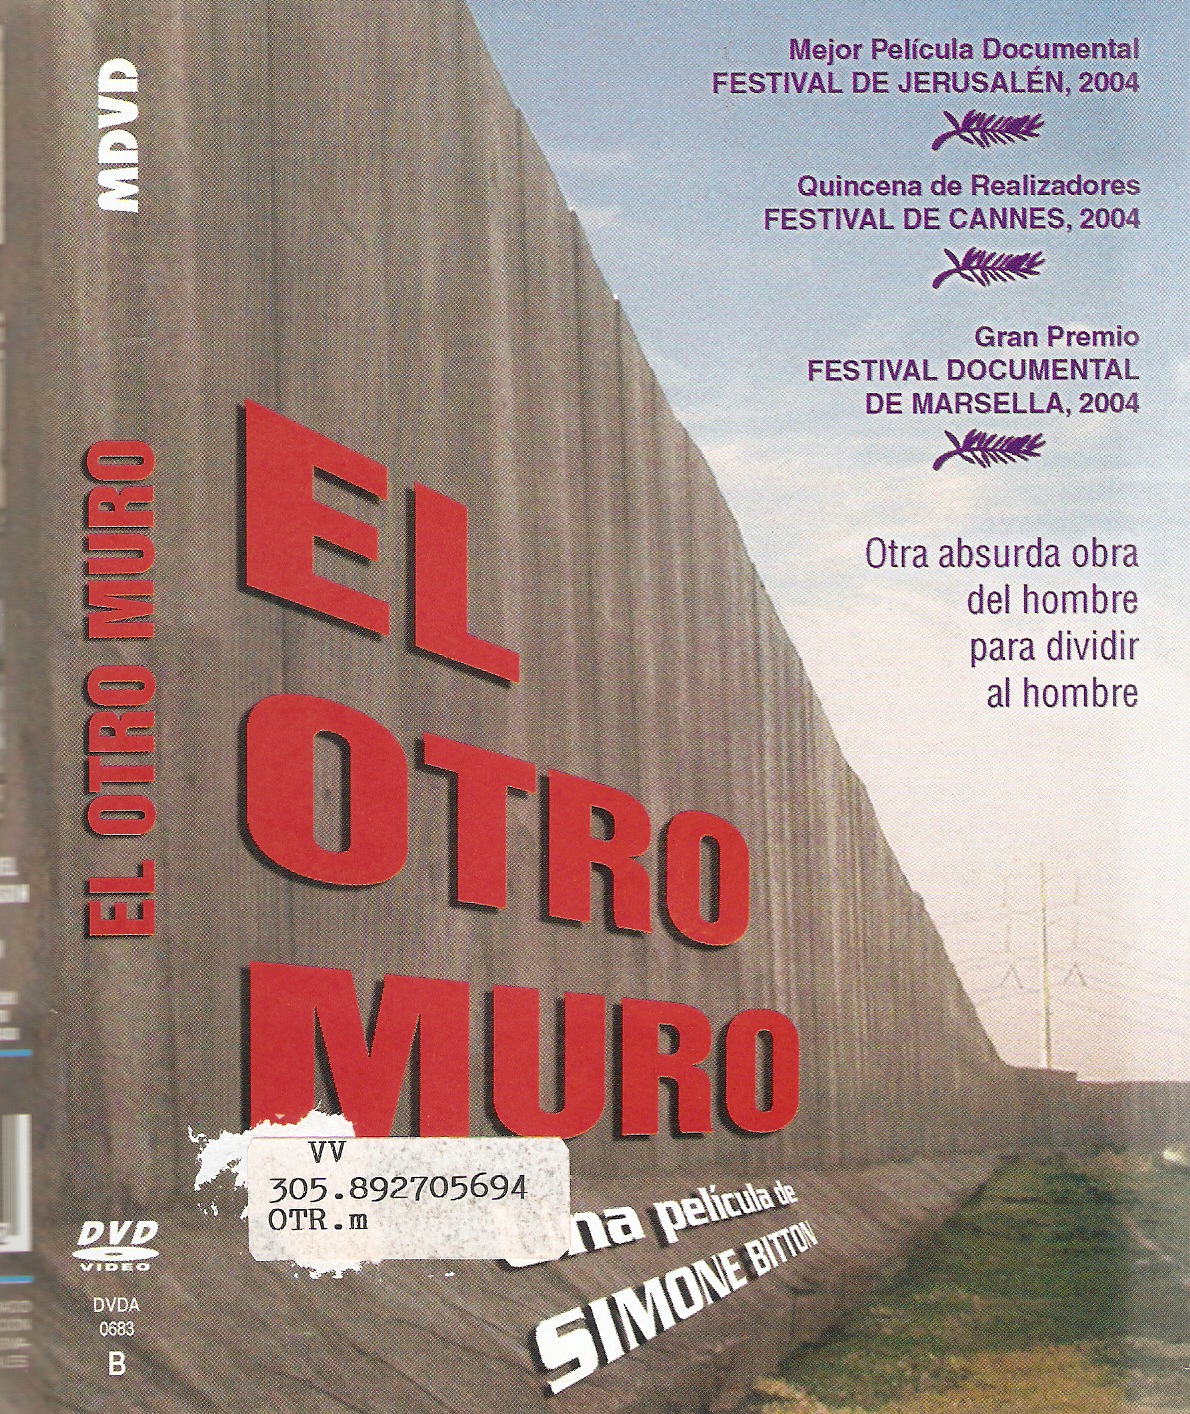 MDVD
EL OTRO MURO
DVD
VIDEO
DVDA
0683
B
Mejor Película Documental
FESTIVAL DE JERUSALÉN, 2004
Quincena de Realizadores
FESTIVAL DE CANNES, 2004
Gran Premio
FESTIVAL DOCUMENTAL
DE MARSELLA, 2004
Otra absurda obra
del hombre
para dividir
al hombre
EL
OTRO
MURO
VV
305.892705694
OTR.m
película de
SIMONE BITTON